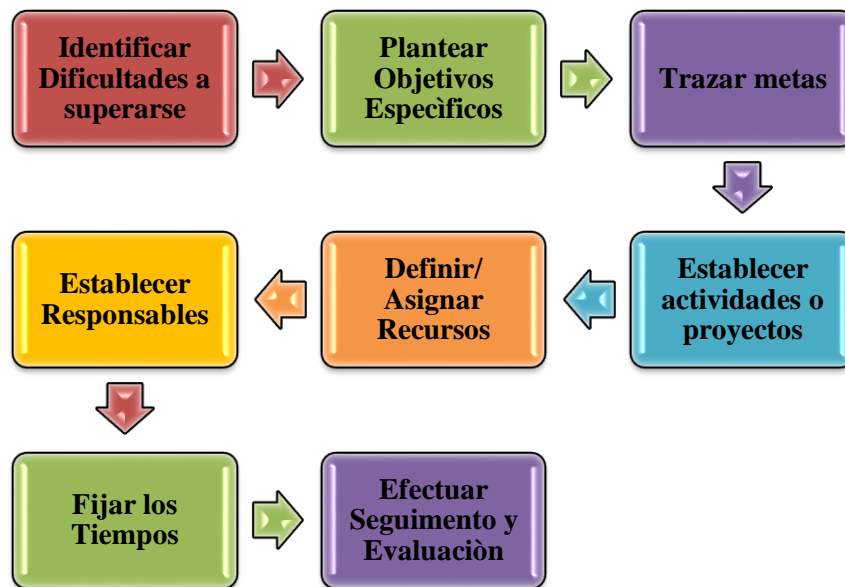 Identificar
Dificultades a
superarse
Plantear
Objetivos
Especìficos
Trazar metas
Establecer
actividades o
proyectos
Definir/
Asignar
Recursos
Establecer
Responsables
Fijar los
Tiempos
Efectuar
Seguimento y
Evaluaciòn